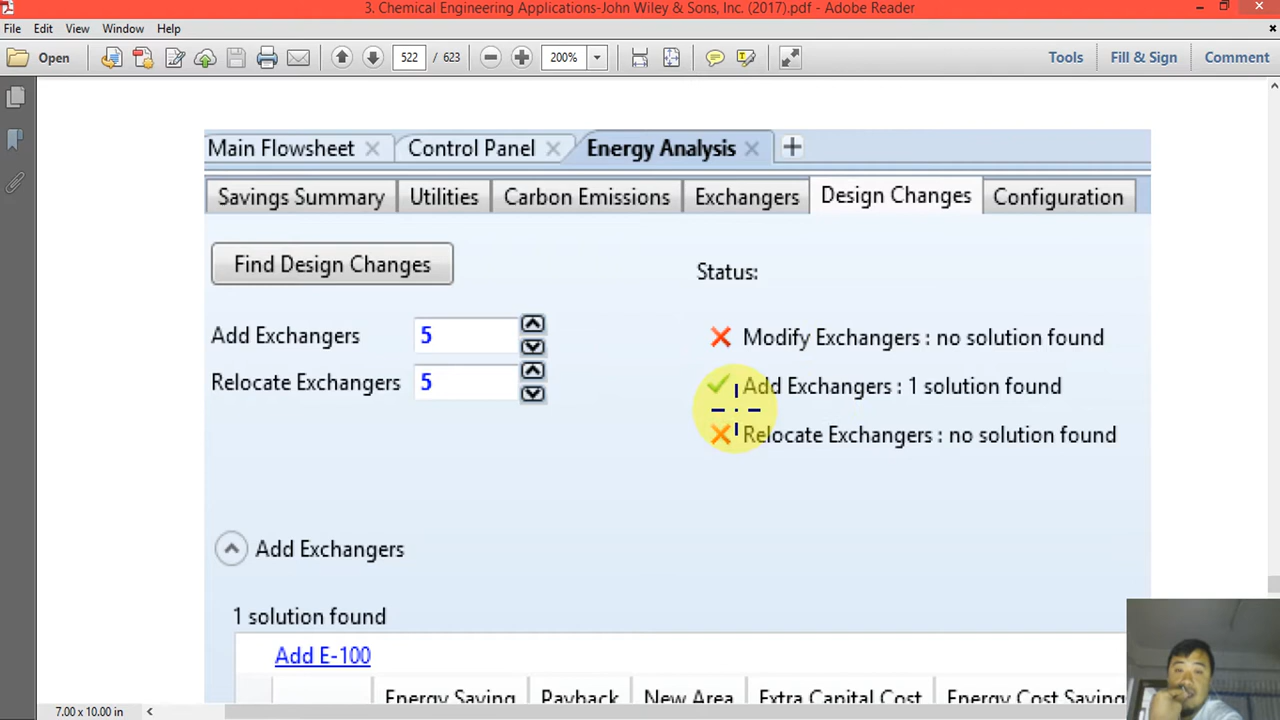 3. Chemical Engineering Applications-John Wiley & Sons, Inc. (2017).pdf - Adobe Reader
File Edit View Window Help
Open 522 / 623 200% Tools Fill & Sign Comment
Main Flowsheet Control Panel Energy Analysis
Savings Summary Utilities Carbon Emissions Exchangers Design Changes Configuration
Find Design Changes
Status:
Add Exchangers 5
Modify Exchangers : no solution found
Relocate Exchangers 5
Add Exchangers : 1 solution found
Relocate Exchangers : no solution found
Add Exchangers
1 solution found
Add E-100
Energy Saving Payback New Area Extra Capital Cost Energy Cost Saving
7.00 x 10.00 in